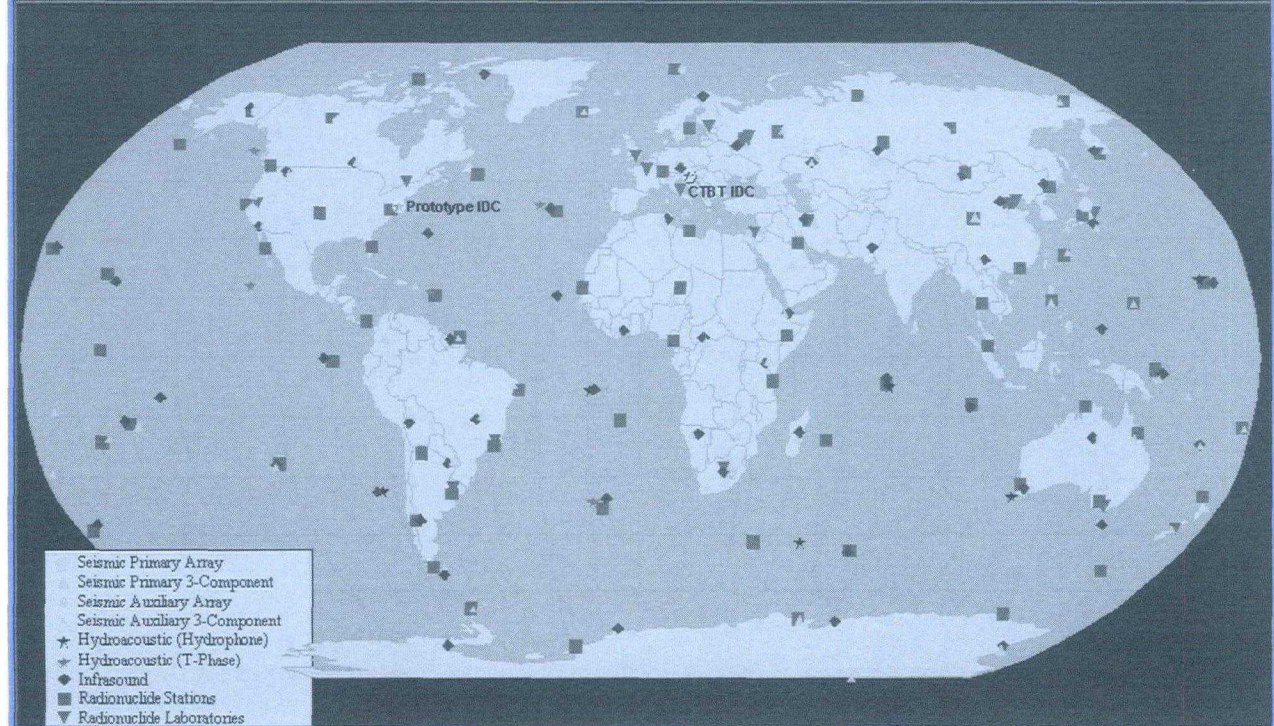 CTBT IDC
Prototype IDC
Seismic Primary Array
Seismic Primary 3-Component
Seismic Auxiliary Array
Seismic Auxiliary 3-Component
Hydroacoustic (Hydrophone)
Hydroacoustic (T-Phase)
Infrasound
Radionuclide Stations
Radionuclide Laboratories